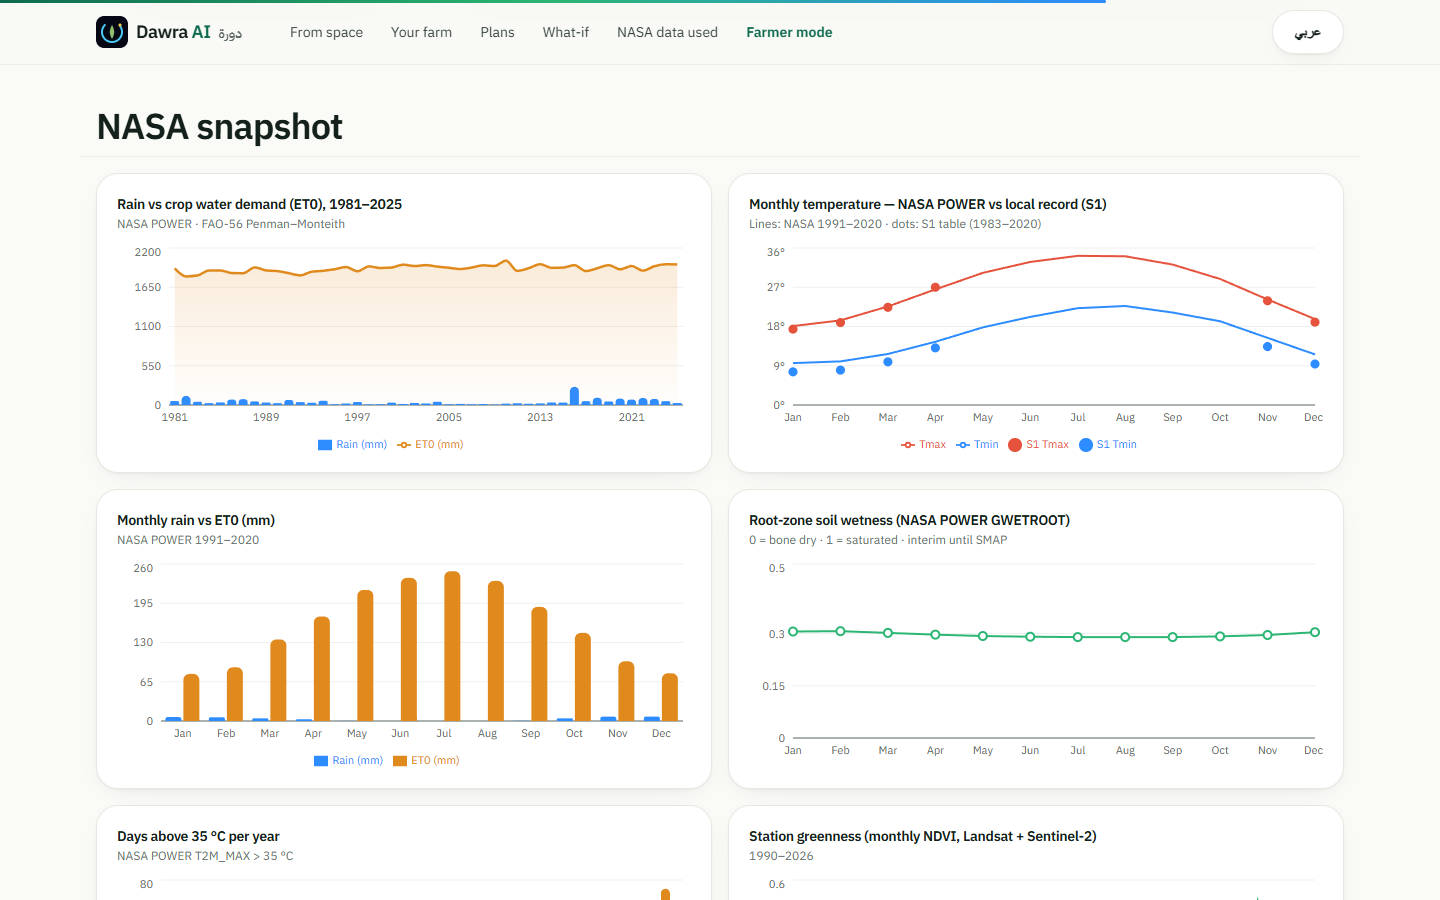 Dawra AI دورة
From space
Your farm
Plans
What-if
NASA data used
Farmer mode
عربي
NASA snapshot
Rain vs crop water demand (ET0), 1981–2025
NASA POWER · FAO-56 Penman–Monteith
2200
1650
1100
550
0
1981 1989 1997 2005 2013 2021
Rain (mm) ET0 (mm)
Monthly temperature — NASA POWER vs local record (S1)
Lines: NASA 1991–2020 · dots: S1 table (1983–2020)
36°
27°
18°
9°
0°
Jan Feb Mar Apr May Jun Jul Aug Sep Oct Nov Dec
Tmax Tmin S1 Tmax S1 Tmin
Monthly rain vs ET0 (mm)
NASA POWER 1991–2020
260
195
130
65
0
Jan Feb Mar Apr May Jun Jul Aug Sep Oct Nov Dec
Rain (mm) ET0 (mm)
Root-zone soil wetness (NASA POWER GWETROOT)
0 = bone dry · 1 = saturated · interim until SMAP
0.5
0.3
0.15
0
Jan Feb Mar Apr May Jun Jul Aug Sep Oct Nov Dec
Days above 35 °C per year
NASA POWER T2M_MAX > 35 °C
80
Station greenness (monthly NDVI, Landsat + Sentinel-2)
1990–2026
0.6